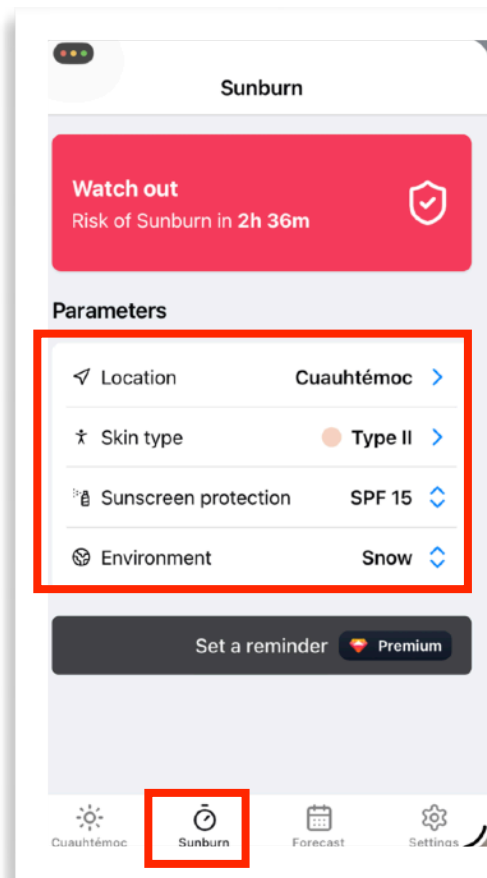 Sunburn
Watch out
Risk of Sunburn in 2h 36m
Parameters
Location Cuauhtémoc
Skin type Type II
Sunscreen protection SPF 15
Environment Snow
Set a reminder Premium
Cuauhtémoc Sunburn Forecast Settings